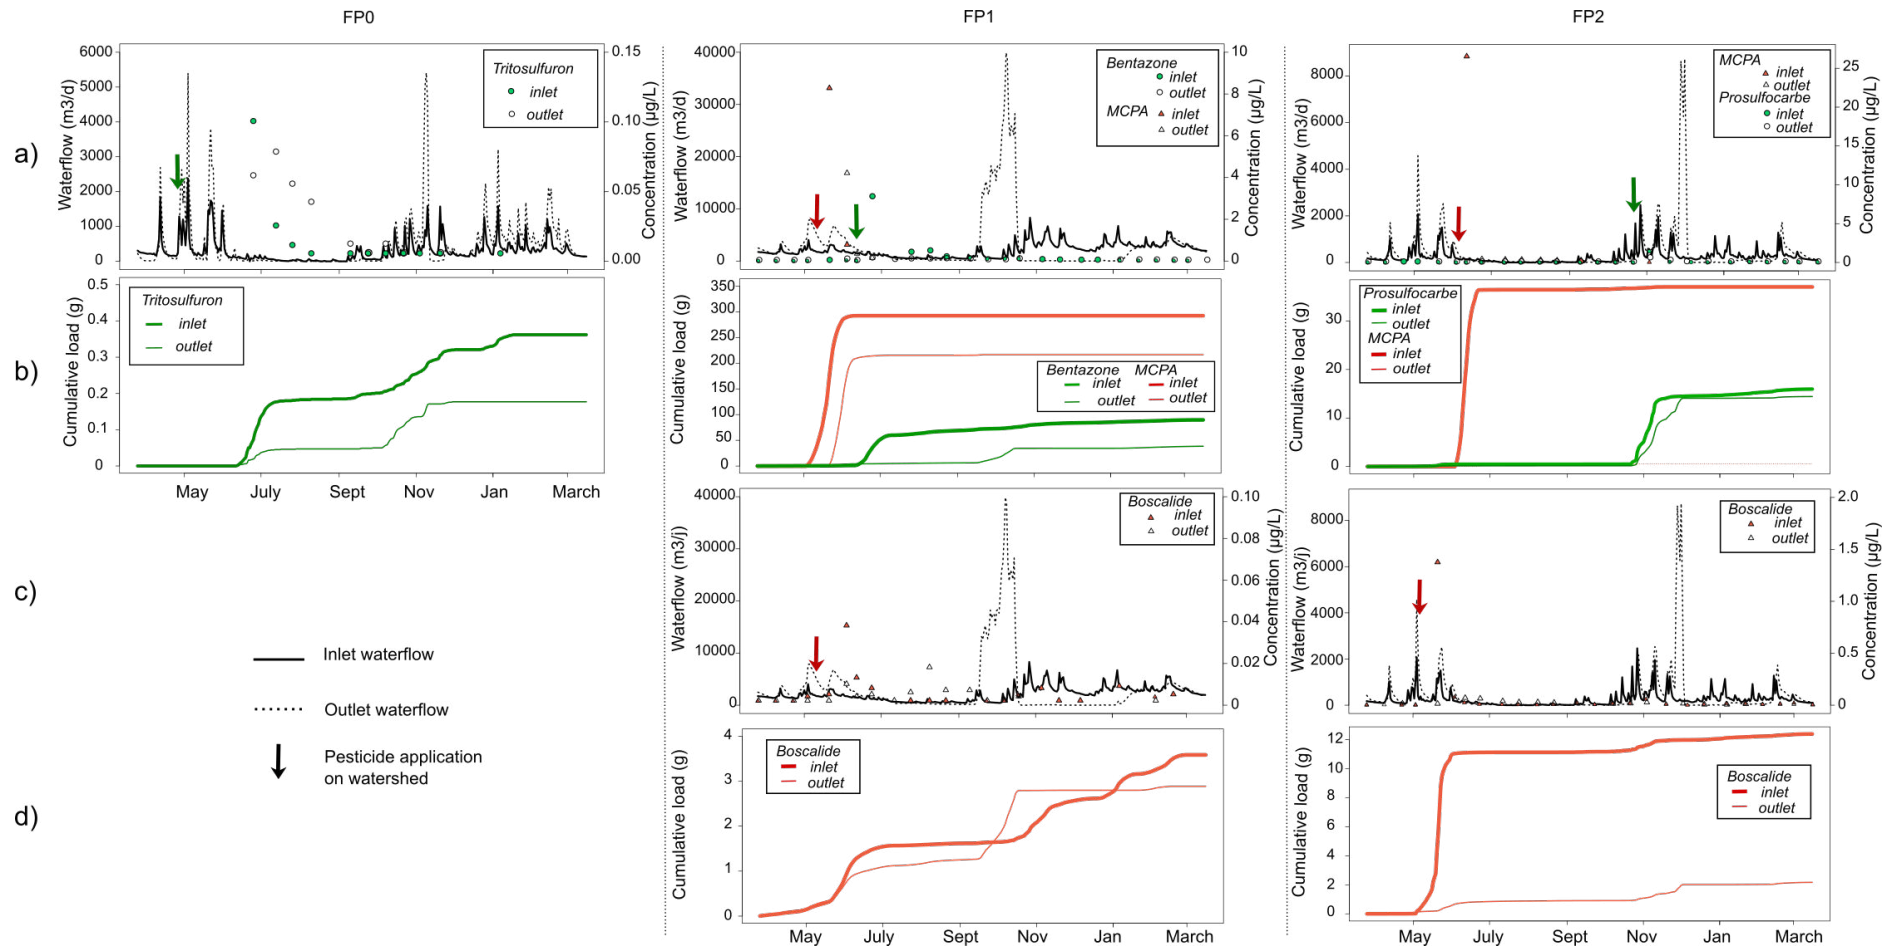 FP0
FP1
FP2
a)
Waterflow (m3/d)
6000
5000
4000
3000
2000
1000
0
Tritosulfuron
inlet
outlet
0.15
0.10
0.05
0.00
Concentration (µg/L)
Waterflow (m3/d)
40000
30000
20000
10000
0
Bentazone
inlet
outlet
MCPA
inlet
outlet
10
8
6
4
2
0
Concentration (µg/L)
Waterflow (m3/d)
8000
6000
4000
2000
0
MCPA
inlet
outlet
Prosulfocarbe
inlet
outlet
25
20
15
10
5
0
Concentration (µg/L)
b)
Cumulative load (g)
0.5
0.4
0.3
0.2
0.1
0
Tritosulfuron
inlet
outlet
May July Sept Nov Jan March
Cumulative load (g)
350
300
250
200
150
100
50
0
Bentazone MCPA
inlet inlet
outlet outlet
Cumulative load (g)
30
20
10
0
Prosulfocarbe
inlet
outlet
MCPA
inlet
outlet
c)
Waterflow (m3/j)
40000
30000
20000
10000
0
Boscalide
inlet
outlet
0.10
0.08
0.06
0.04
0.02
0
Concentration (µg/L)
Waterflow (m3/j)
8000
6000
4000
2000
0
Boscalide
inlet
outlet
2.0
1.5
1.0
0.5
0
Concentration (µg/L)
Inlet waterflow
Outlet waterflow
Pesticide application
on watershed
d)
Cumulative load (g)
4
3
2
1
0
Boscalide
inlet
outlet
May July Sept Nov Jan March
Cumulative load (g)
12
10
8
6
4
2
0
Boscalide
inlet
outlet
May July Sept Nov Jan March